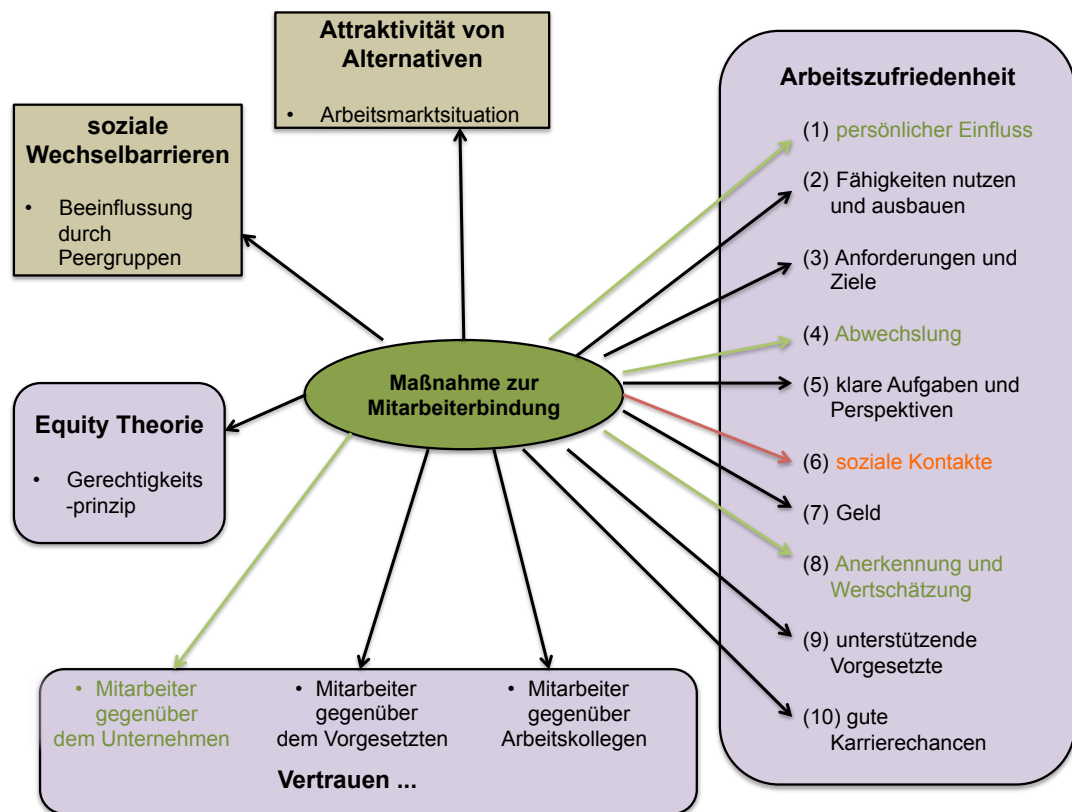 Attraktivität von
Alternativen
• Arbeitsmarktsituation
soziale
Wechselbarrieren
• Beeinflussung
durch
Peergruppen
Equity Theorie
• Gerechtigkeits
-prinzip
Maßnahme zur
Mitarbeiterbindung
Arbeitszufriedenheit
(1) persönlicher Einfluss
(2) Fähigkeiten nutzen
und ausbauen
(3) Anforderungen und
Ziele
(4) Abwechslung
(5) klare Aufgaben und
Perspektiven
(6) soziale Kontakte
(7) Geld
(8) Anerkennung und
Wertschätzung
(9) unterstützende
Vorgesetzte
(10) gute
Karrierechancen
• Mitarbeiter
gegenüber
dem Unternehmen
• Mitarbeiter
gegenüber
dem Vorgesetzten
• Mitarbeiter
gegenüber
Arbeitskollegen
Vertrauen ...